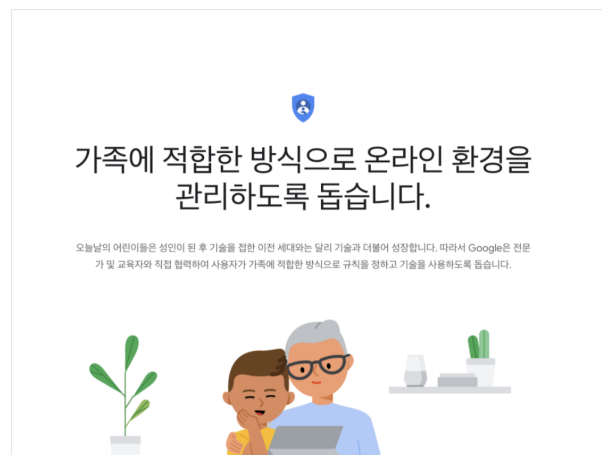 가족에 적합한 방식으로 온라인 환경을
관리하도록 돕습니다.
오늘날의 어린이들은 성인이 된 후 기술을 접한 이전 세대와는 달리 기술과 더불어 성장합니다. 따라서 Google은 전문
가 및 교육자와 직접 협력하여 사용자가 가족에 적합한 방식으로 규칙을 정하고 기술을 사용하도록 돕습니다.